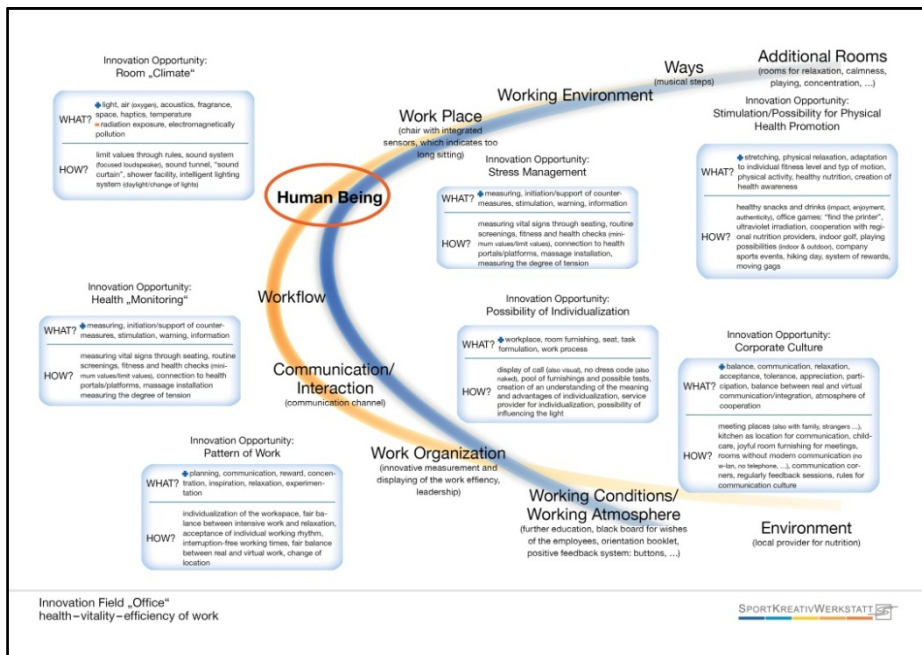 Innovation Opportunity:
Room „Climate“
WHAT?
light, air (oxygen), acoustics, fragrance,
space, haptics, temperature
radiation exposure, electromagnetically
pollution
HOW?
limit values through rules, sound system
(focused loudspeaker), sound tunnel, "sound
curtain", shower facility, intelligent lighting
system (daylight/change of lights)
Human Being
Work Place
(chair with integrated
sensors, which indicates too
long sitting)
Working Environment
Ways
(musical steps)
Additional Rooms
(rooms for relaxation, calmness,
playing, concentration, ...)
Innovation Opportunity:
Stimulation/Possibility for Physical
Health Promotion
WHAT?
stretching, physical relaxation, adaptation
to individual fitness level and typ of motion,
physical activity, healthy nutrition, creation of
health awareness
HOW?
healthy snacks and drinks (impact, enjoyment,
authenticity), office games: "find the printer",
ultraviolet irradiation, cooperation with regi-
onal nutrition providers, indoor golf, playing
possibilities (indoor & outdoor), company
sports events, hiking day, system of rewards,
moving gags
Innovation Opportunity:
Stress Management
WHAT?
measuring, initiation/support of counter-
measures, stimulation, warning, information
HOW?
measuring vital signs through seating, routine
screenings, fitness and health checks (mini-
mum values/limit values), connection to health
portals/platforms, massage installation,
measuring the degree of tension
Workflow
Innovation Opportunity:
Health „Monitoring“
WHAT?
measuring, initiation/support of counter-
measures, stimulation, warning, information
HOW?
measuring vital signs through seating, routine
screenings, fitness and health checks (mini-
mum values/limit values), connection to health
portals/platforms, massage installation
measuring the degree of tension
Innovation Opportunity:
Possibility of Individualization
WHAT?
workplace, room furnishing, seat, task
formulation, work process
HOW?
display of call (also visual), no dress code (also
naked), pool of furnishings and possible tests,
creation of an understanding of the meaning
and advantages of individualization, service
provider for individualization, possibility of
influencing the light
Innovation Opportunity:
Corporate Culture
WHAT?
balance, communication, relaxation,
acceptance, tolerance, appreciation, parti-
cipation, balance between real and virtual
communication/integration, atmosphere of
cooperation
HOW?
meeting places (also with family, strangers ...),
kitchen as location for communication, child-
care, joyful room furnishing for meetings,
rooms without modern communication (no
w-lan, no telephone, ...), communication cor-
ners, regularly feedback sessions, rules for
communication culture
Communication/
Interaction
(communication channel)
Innovation Opportunity:
Pattern of Work
WHAT?
planning, communication, reward, concen-
tration, inspiration, relaxation, experimen-
tation
HOW?
individualization of the workspace, fair ba-
lance between intensive work and relaxation,
acceptance of individual working rhythm,
interruption-free working times, fair balance
between real and virtual work, change of
location
Work Organization
(innovative measurement and
displaying of the work effiency,
leadership)
Working Conditions/
Working Atmosphere
(further education, black board for wishes
of the employees, orientation booklet,
positive feedback system: buttons, ...)
Environment
(local provider for nutrition)
Innovation Field „Office“
health–vitality–efficiency of work
SPORTKREATIVWERKSTATT